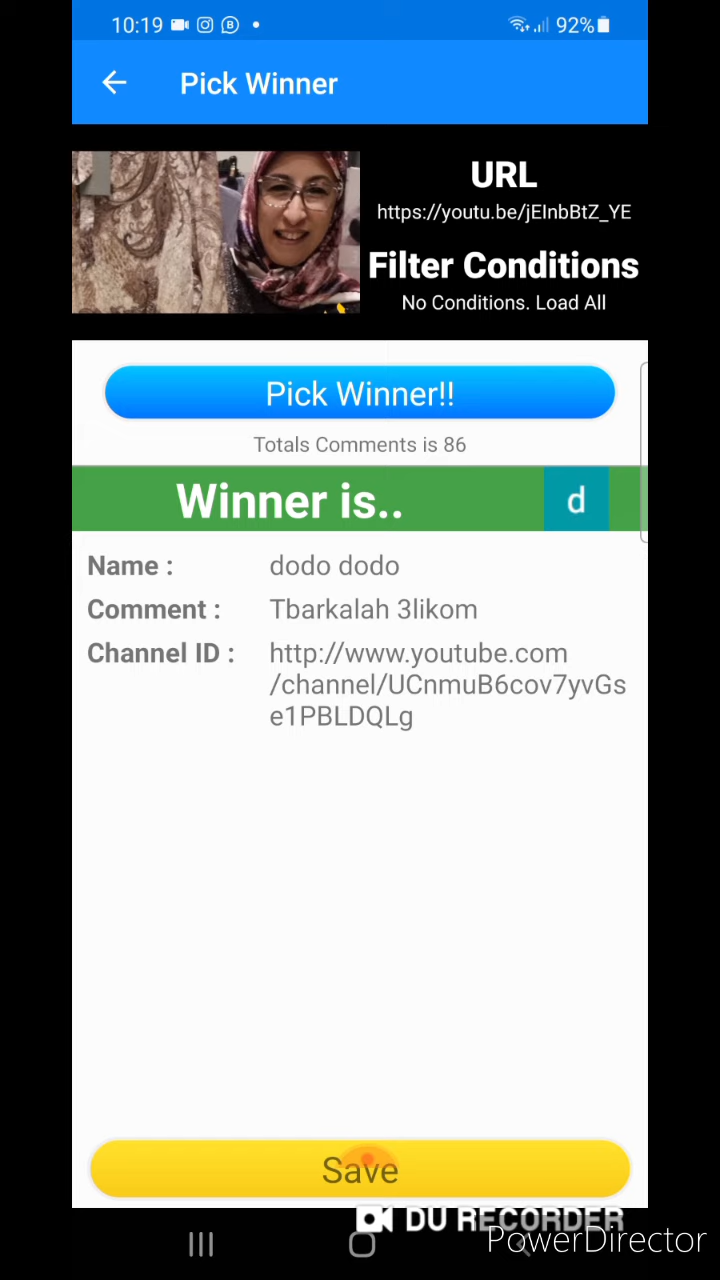 10:19
92%
Pick Winner
URL
https://youtu.be/jEInbBtZ_YE
Filter Conditions
No Conditions. Load All
Pick Winner!!
Totals Comments is 86
Winner is.. d
Name : dodo dodo
Comment : Tbarkalah 3likom
Channel ID : http://www.youtube.com
/channel/UCnmuB6cov7yvGs
e1PBLDQLg
Save
DU RECORDER
PowerDirector